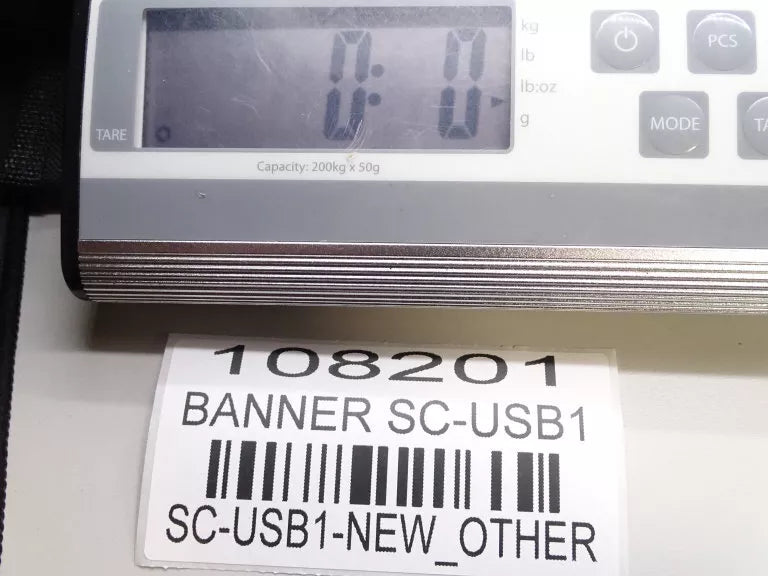 0: 0
kg
lb
lb:oz
g
TARE
PCS
MODE
Capacity: 200kg x 50g
108201
BANNER SC-USB1
SC-USB1-NEW_OTHER